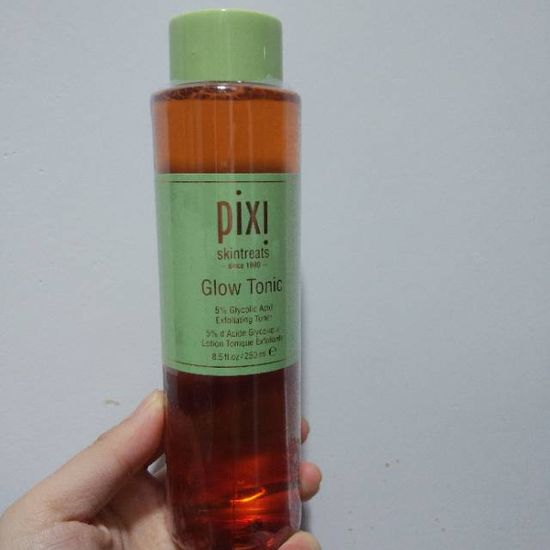 pixi
skintreats
– since 1999 –
Glow Tonic
5% Glycolic Acid
Exfoliating Toner
5% d'Acide Glycolique
Lotion Tonique Exfoliante
8.5 fl.oz / 250 ml ℮